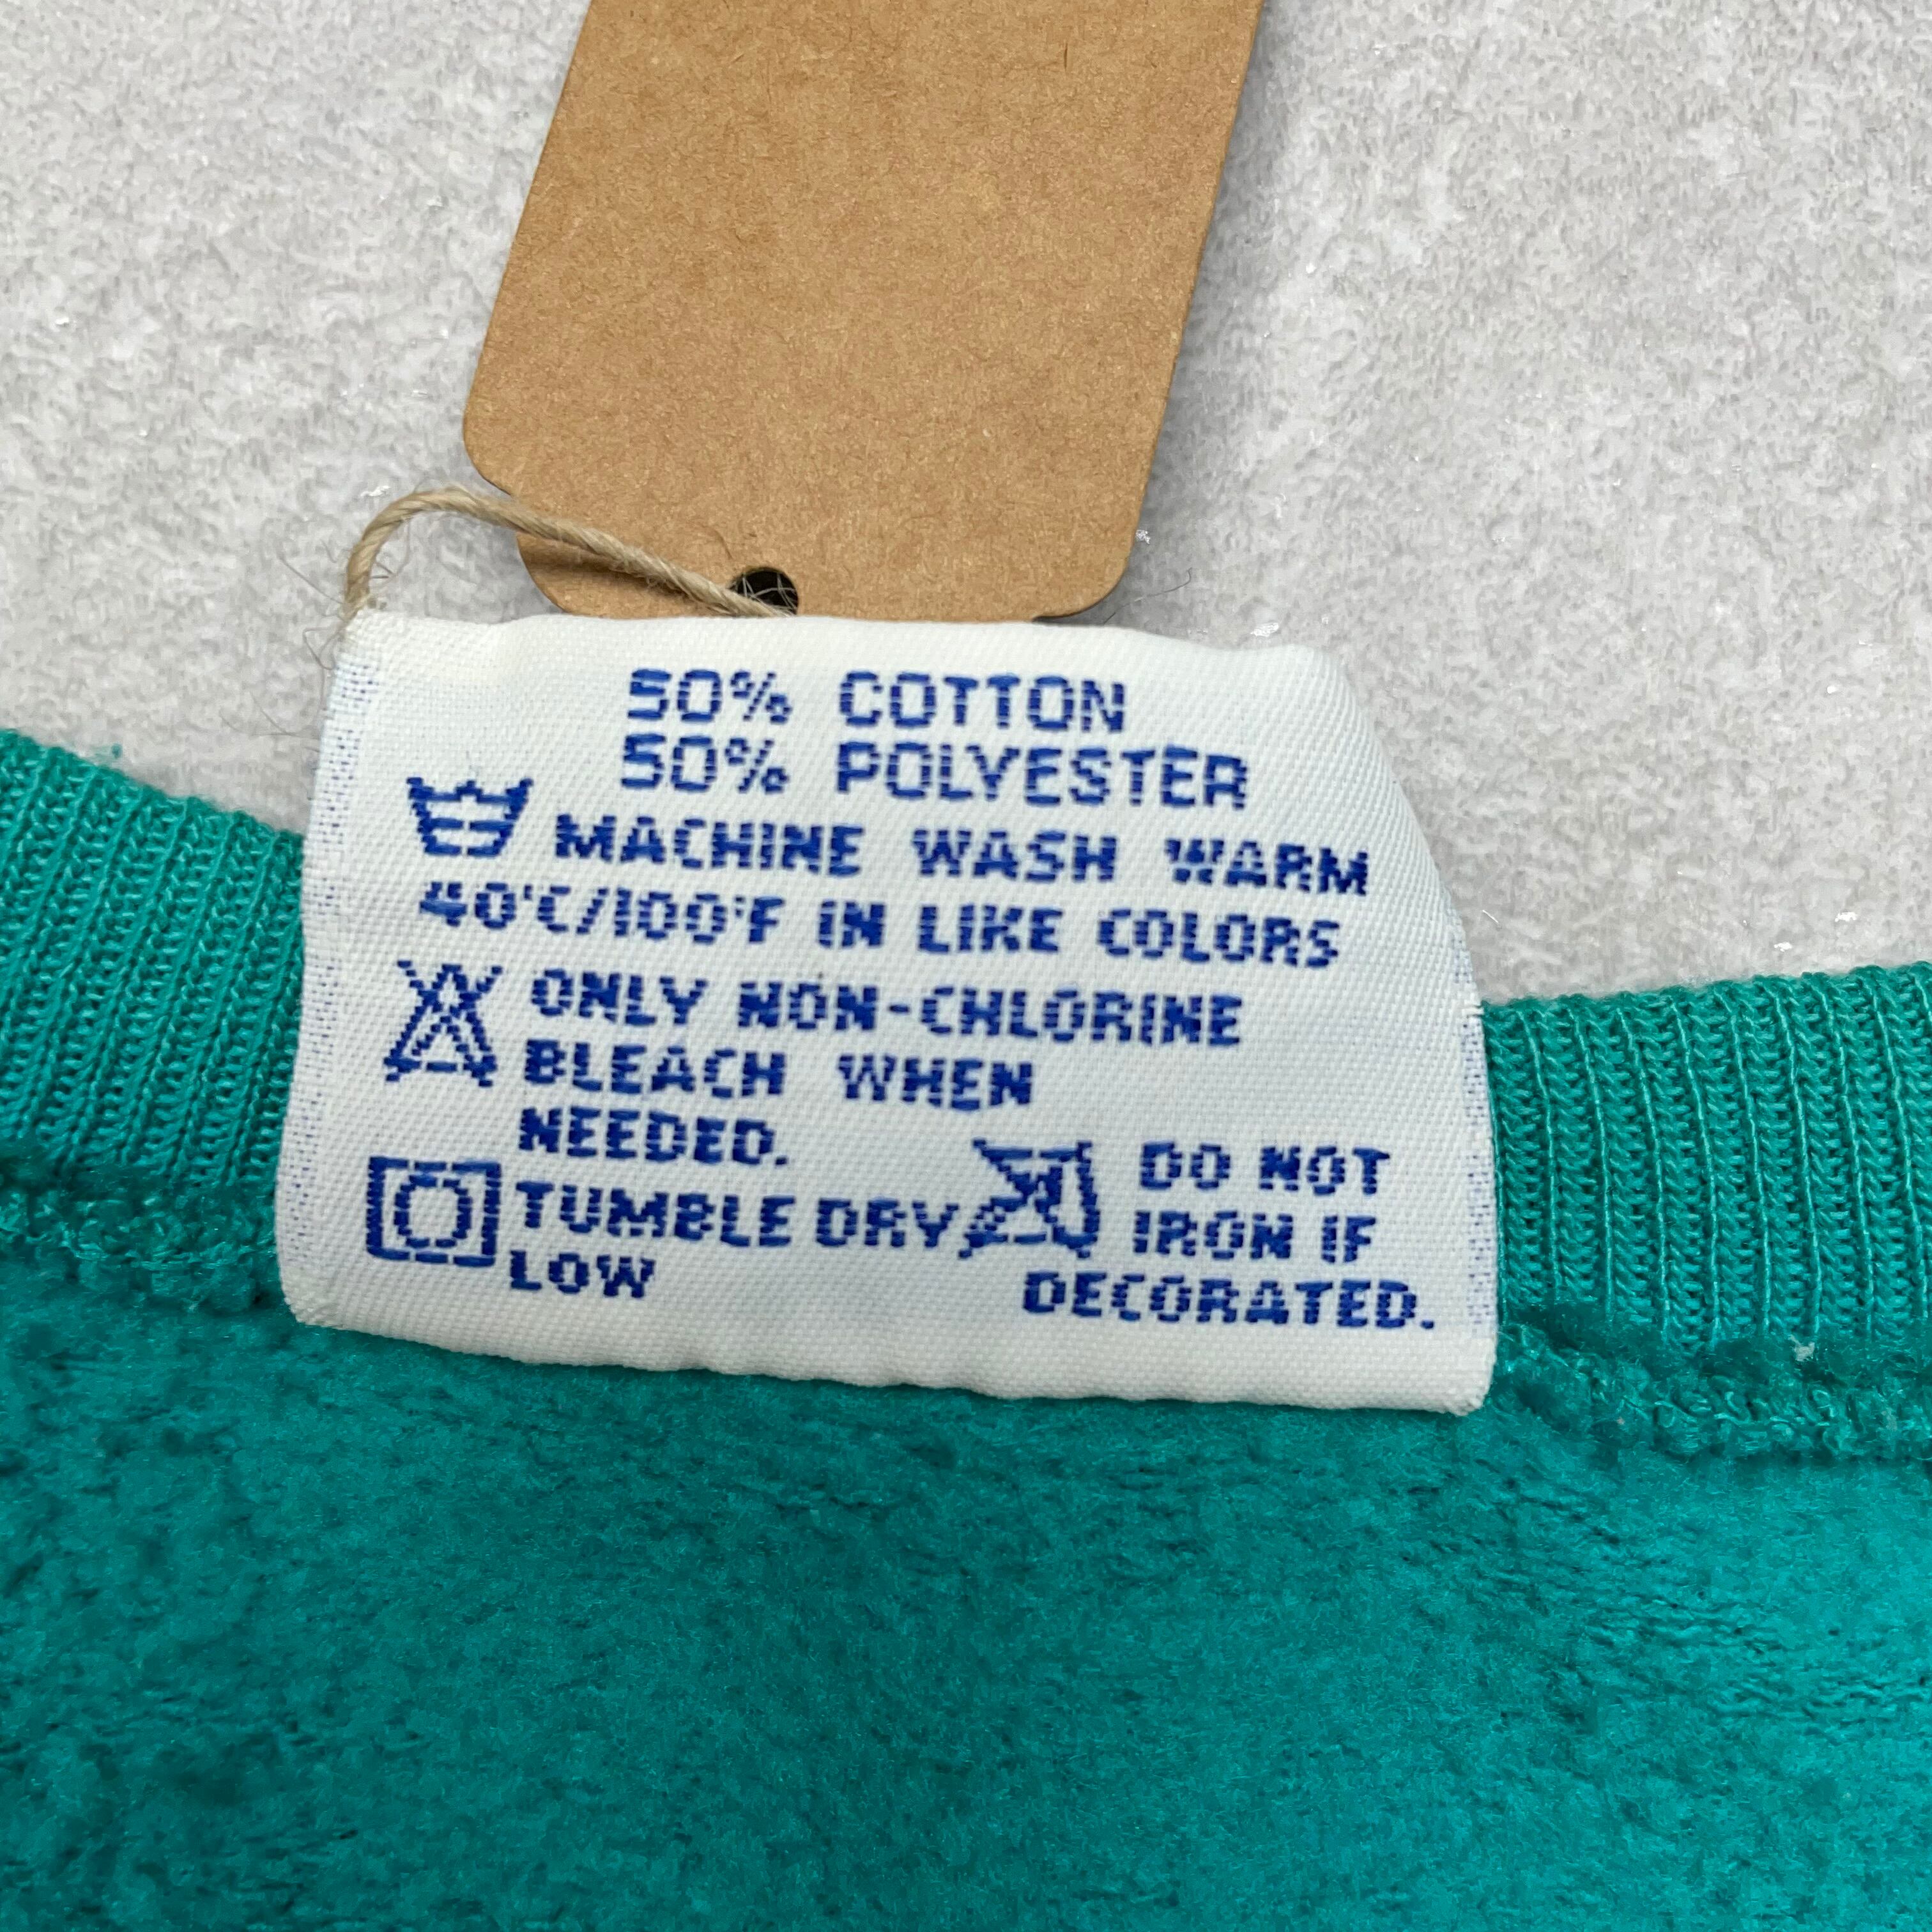 50% COTTON
50% POLYESTER
MACHINE WASH WARM
40°C/100°F IN LIKE COLORS
ONLY NON-CHLORINE
BLEACH WHEN
NEEDED.
TUMBLE DRY
LOW
DO NOT
IRON IF
DECORATED.